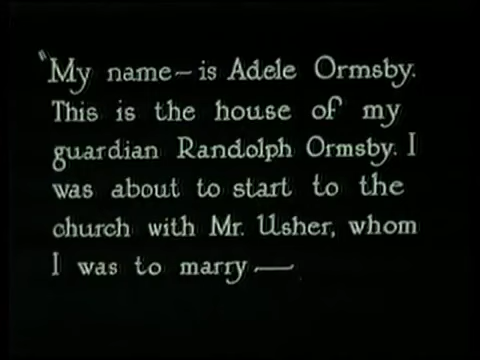 "My name — is Adele Ormsby.
This is the house of my
guardian Randolph Ormsby. I
was about to start to the
church with Mr. Usher, whom
I was to marry —